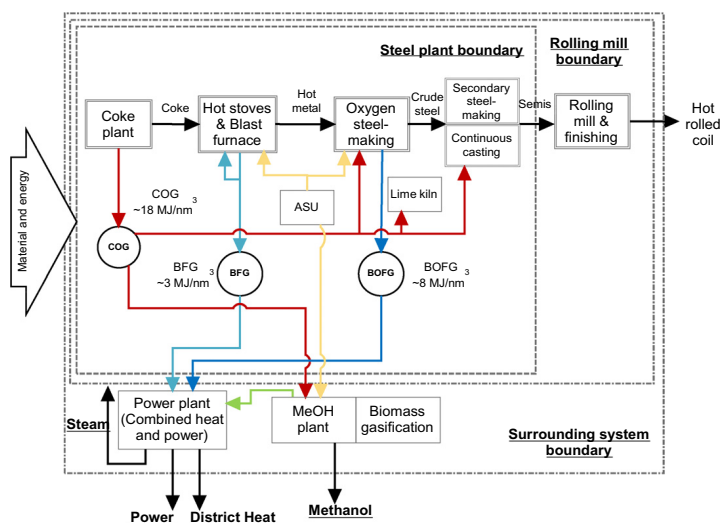 Steel plant boundary
Rolling mill
boundary
Coke
plant
Coke
Hot stoves
& Blast
furnace
Hot
metal
Oxygen
steel-
making
Crude
steel
Secondary
steel-
making
Continuous
casting
Semis
Rolling
mill &
finishing
Hot
rolled
coil
Material and energy
COG
~18 MJ/nm3
ASU
Lime kiln
COG
BFG
~3 MJ/nm3
BFG
BOFG
BOFG
~8 MJ/nm3
Steam
Power plant
(Combined heat
and power)
MeOH
plant
Biomass
gasification
Surrounding system
boundary
Power
District Heat
Methanol